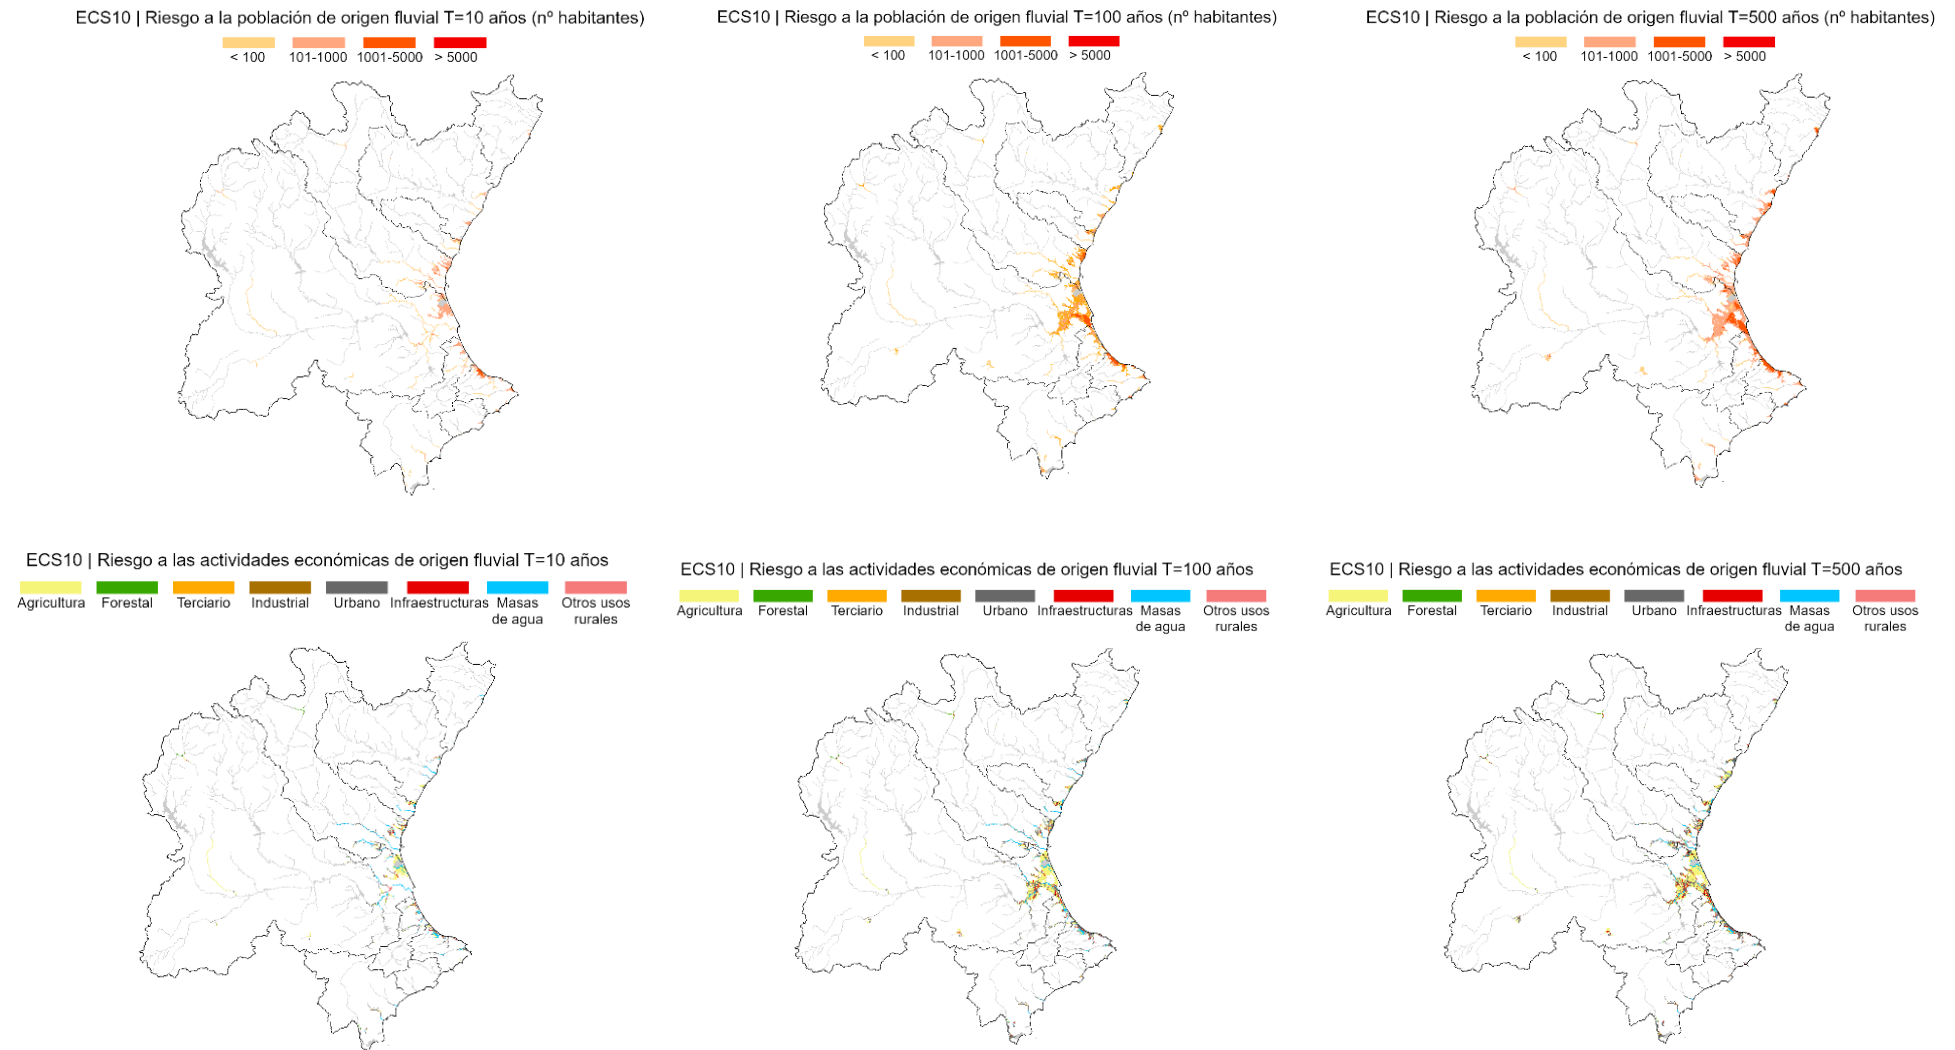 ECS10 | Riesgo a la población de origen fluvial T=10 años (nº habitantes)
< 100 101-1000 1001-5000 > 5000
ECS10 | Riesgo a la población de origen fluvial T=100 años (nº habitantes)
< 100 101-1000 1001-5000 > 5000
ECS10 | Riesgo a la población de origen fluvial T=500 años (nº habitantes)
< 100 101-1000 1001-5000 > 5000
ECS10 | Riesgo a las actividades económicas de origen fluvial T=10 años
Agricultura Forestal Terciario Industrial Urbano Infraestructuras Masas Otros usos
de agua rurales
ECS10 | Riesgo a las actividades económicas de origen fluvial T=100 años
Agricultura Forestal Terciario Industrial Urbano Infraestructuras Masas Otros usos
de agua rurales
ECS10 | Riesgo a las actividades económicas de origen fluvial T=500 años
Agricultura Forestal Terciario Industrial Urbano Infraestructuras Masas Otros usos
de agua rurales